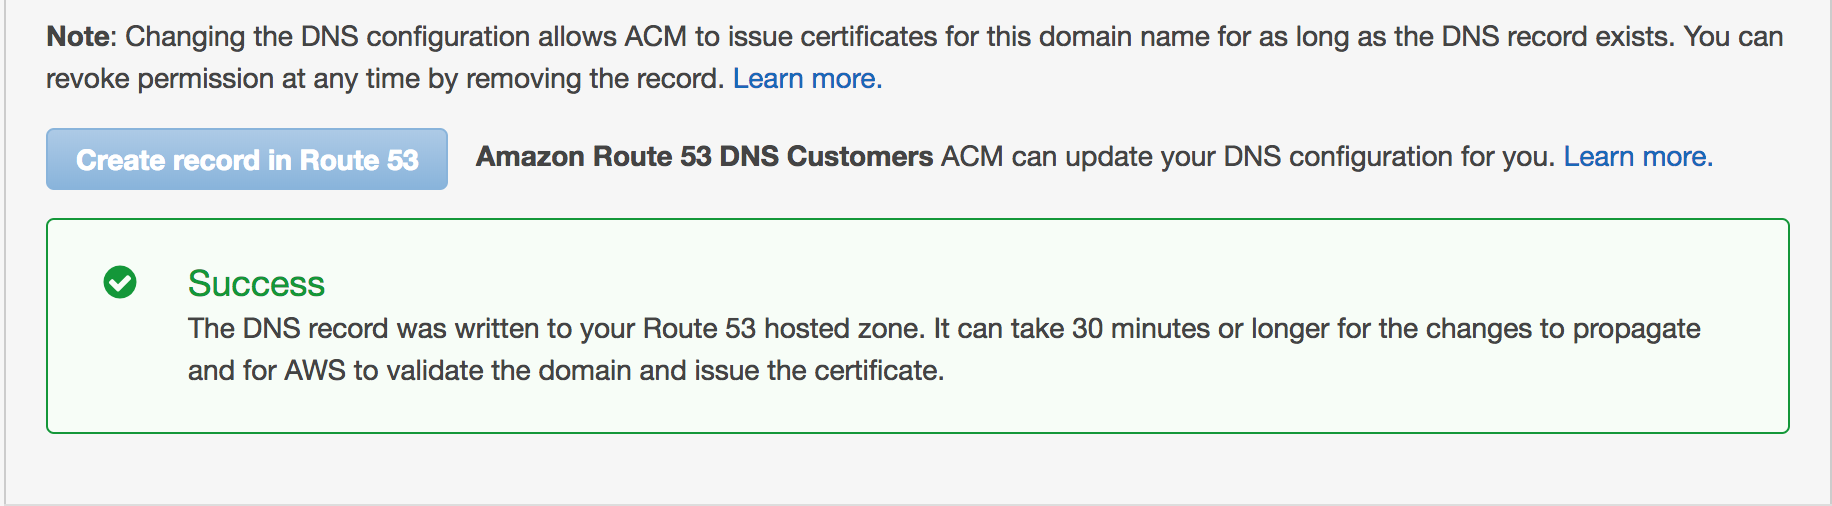 Note: Changing the DNS configuration allows ACM to issue certificates for this domain name for as long as the DNS record exists. You can
revoke permission at any time by removing the record. Learn more.
Create record in Route 53
Amazon Route 53 DNS Customers ACM can update your DNS configuration for you. Learn more.
Success
The DNS record was written to your Route 53 hosted zone. It can take 30 minutes or longer for the changes to propagate
and for AWS to validate the domain and issue the certificate.